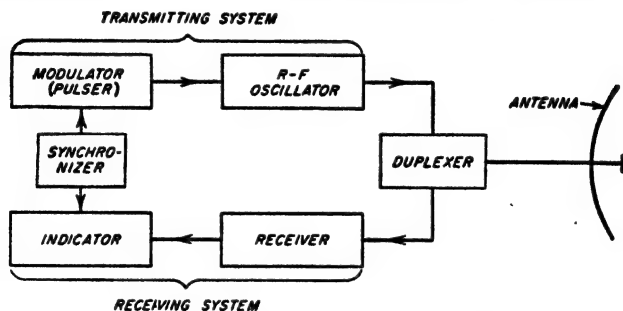 TRANSMITTING SYSTEM
MODULATOR
(PULSER)
R-F
OSCILLATOR
ANTENNA
SYNCHRO-
NIZER
DUPLEXER
INDICATOR
RECEIVER
RECEIVING SYSTEM